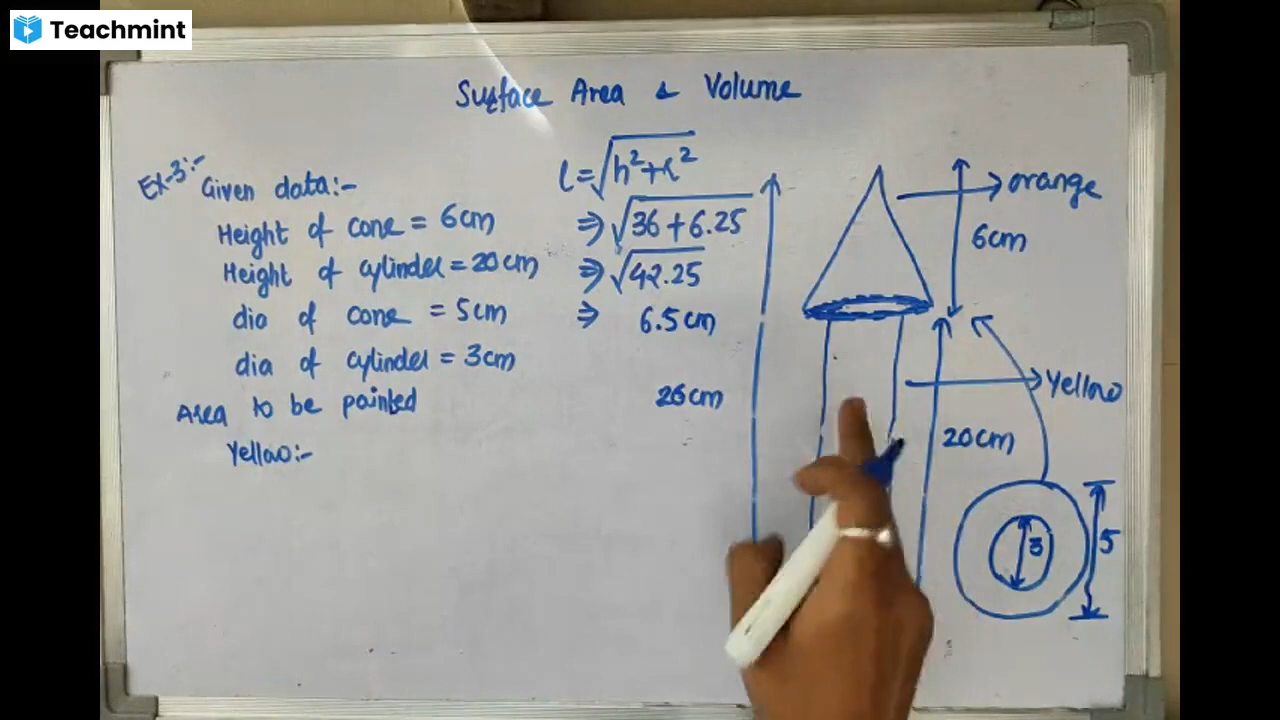 Teachmint
Surface Area & Volume
Ex-3:-
Given data:-
Height of cone = 6cm
Height of cylinder = 20cm
dia of cone = 5cm
dia of cylinder = 3cm
Area to be painted
Yellow:-
l = √h²+r²
⇒ √36+6.25
⇒ √42.25
⇒ 6.5cm
26cm
orange
6cm
Yellow
20cm
3
5